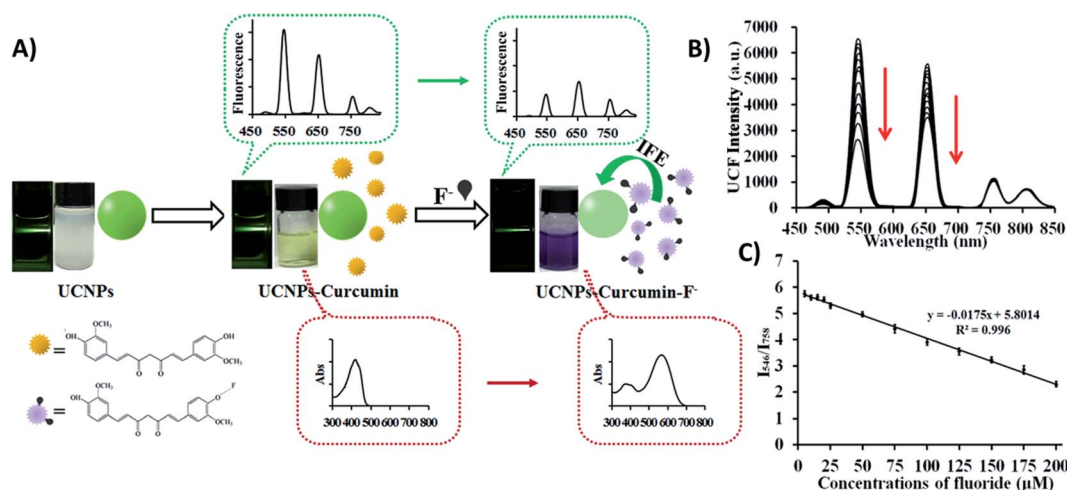 A)
Fluorescence
450 550 650 750
Fluorescence
450 550 650 750
IFE
F⁻
UCNPs
UCNPs-Curcumin
UCNPs-Curcumin-F⁻
OCH₃
OH
OH
OCH₃
O O
=
OCH₃
OH
F
O
OCH₃
O O
=
Abs
300 400 500 600 700 800
Abs
300 400 500 600 700 800
B)
UCF Intensity (a.u.)
7000
6000
5000
4000
3000
2000
1000
0
450 500 550 600 650 700 750 800 850
Wavelength (nm)
C)
I₅₄₆/I₇₅₈
7
6
5
4
3
2
1
0
y = -0.0175x + 5.8014
R² = 0.996
0 25 50 75 100 125 150 175 200
Concentrations of fluoride (µM)